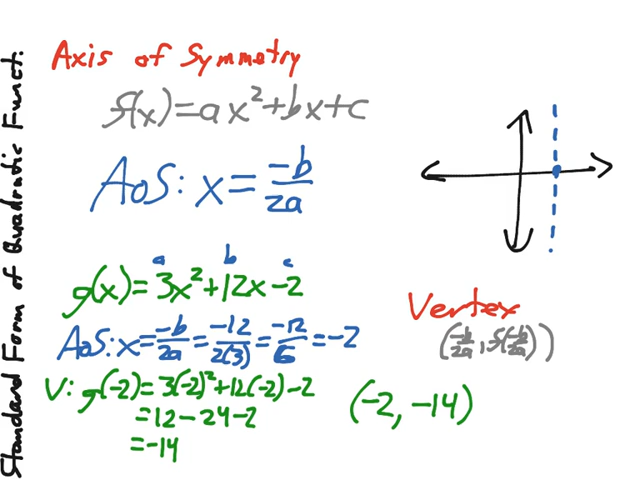 Standard Form of Quadratic Funct.
Axis of Symmetry
f(x)=ax²+bx+c
AoS: x = -b/2a
a b c
g(x)=3x²+12x-2
AoS: x = -b/2a = -12/2(3) = -12/6 = -2
V: g(-2)=3(-2)²+12(-2)-2
=12-24-2
=-14
Vertex
(-b/2a, f(-b/2a))
(-2, -14)